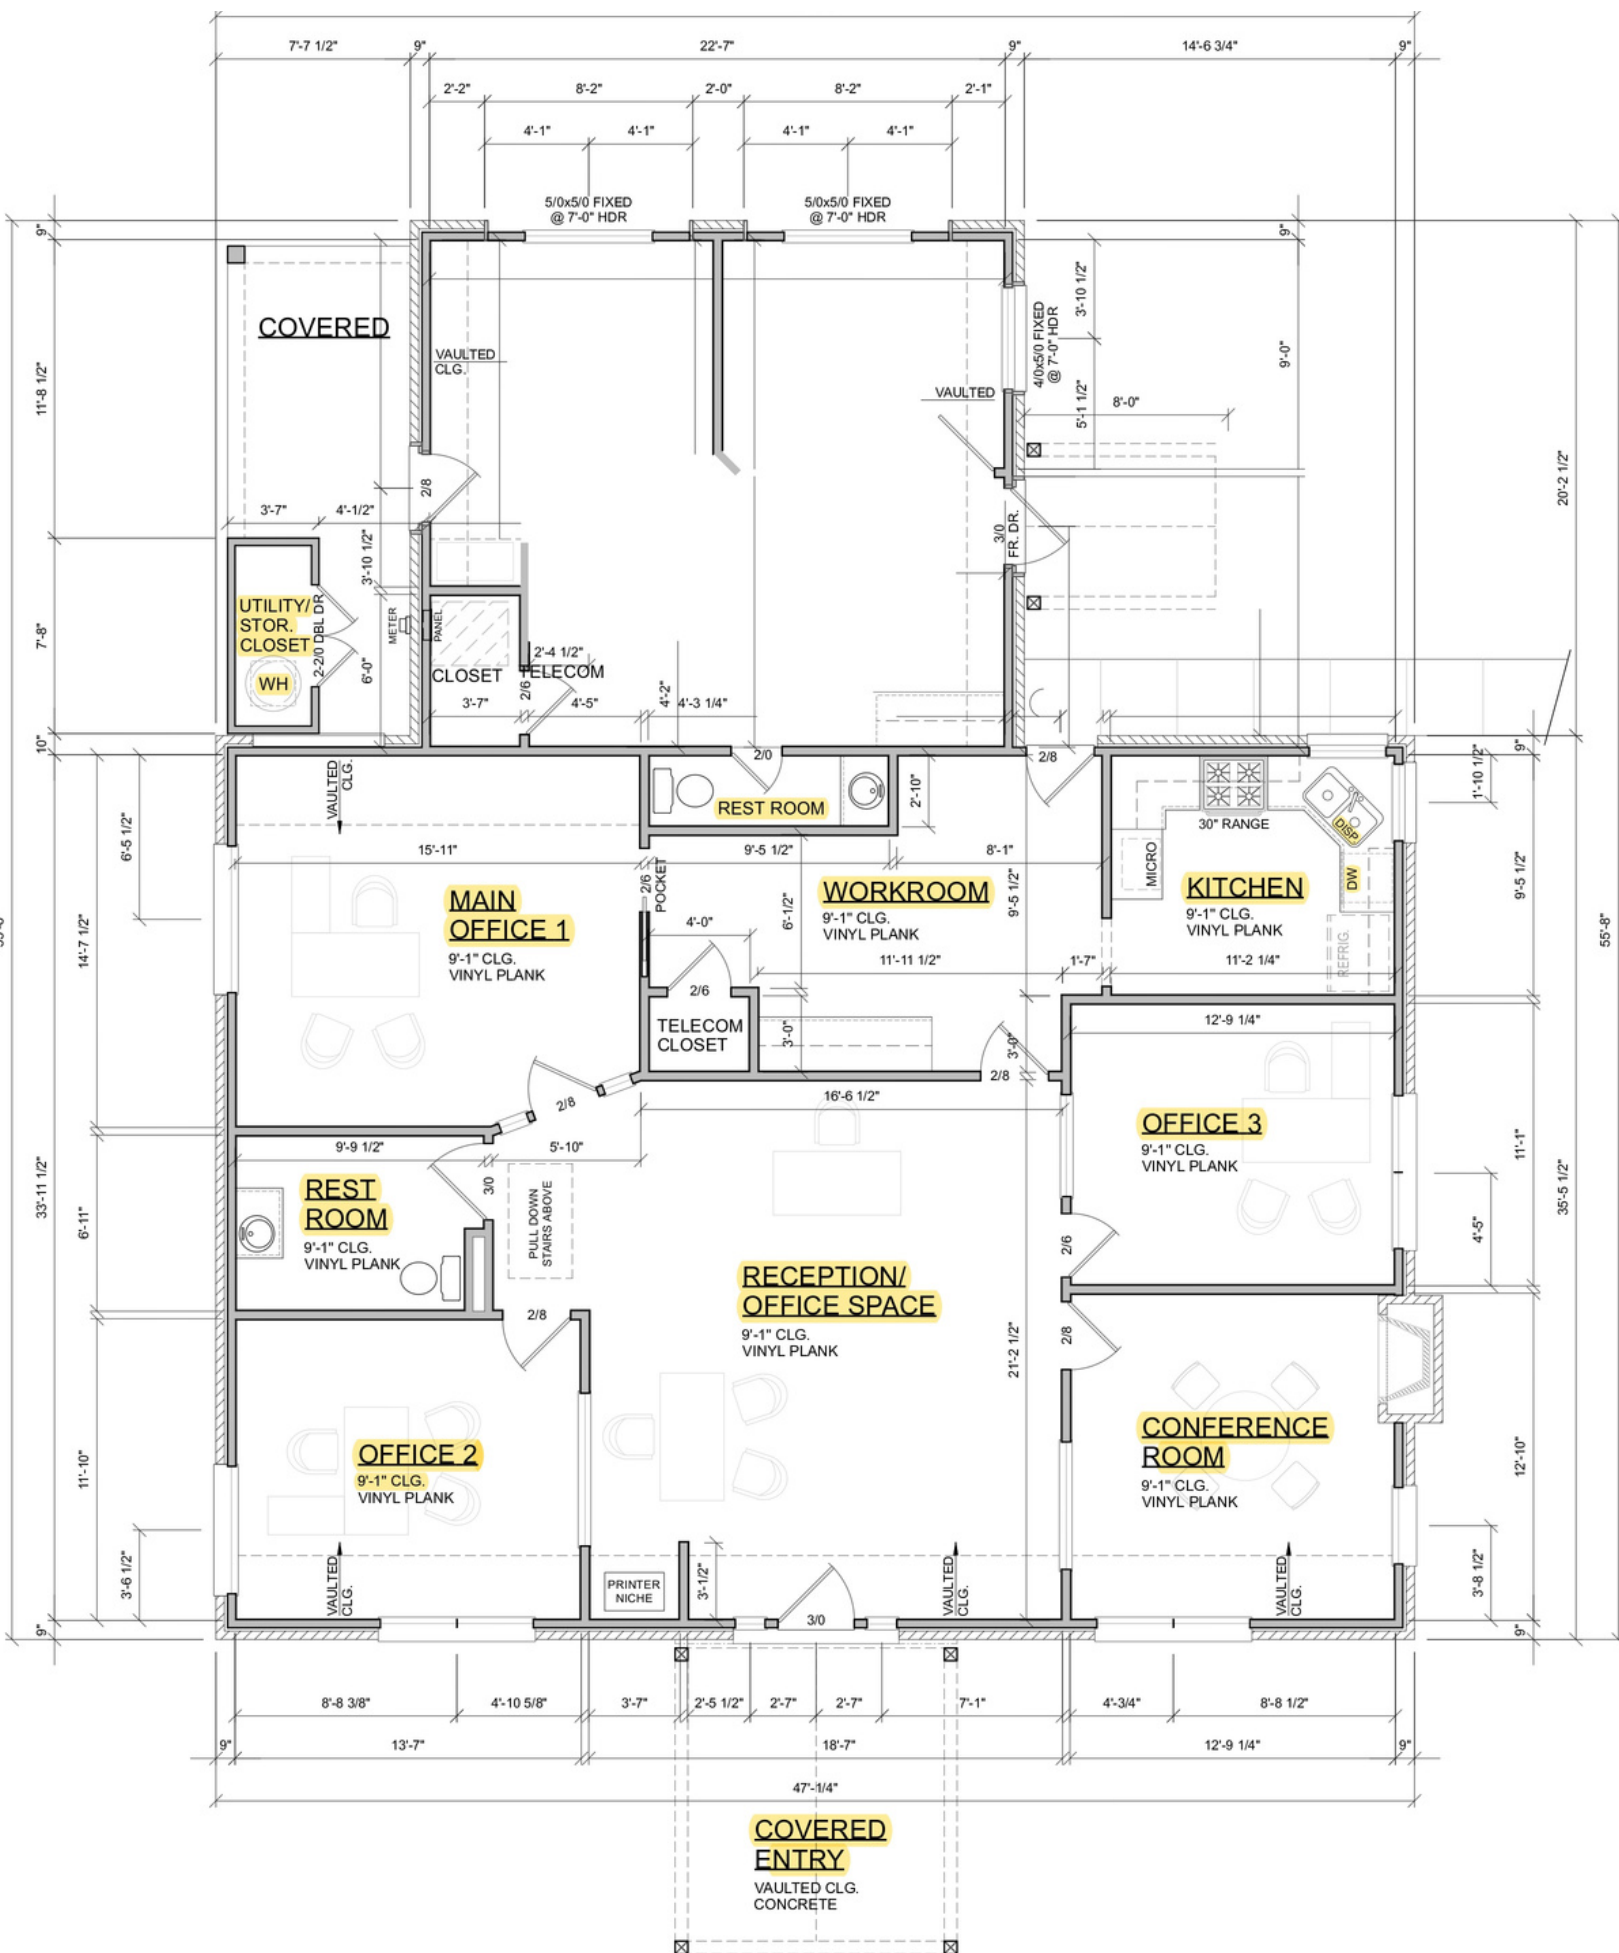 7'-7 1/2"
9"
22'-7"
9"
14'-6 3/4"
9"
2'-2"
8'-2"
2'-0"
8'-2"
2'-1"
4'-1"
4'-1"
4'-1"
4'-1"
5/0x5/0 FIXED
@ 7'-0" HDR
5/0x5/0 FIXED
@ 7'-0" HDR
9"
9"
COVERED
VAULTED
CLG.
VAULTED
4/0x5/0 FIXED
@ 7'-0" HDR
3'-10 1/2"
5'-1 1/2"
9'-0"
8'-0"
11'-8 1/2"
20'-2 1/2"
2/8
3'-7"
4'-1/2"
3'-10 1/2"
3/0
FR. DR.
UTILITY/
STOR.
CLOSET
WH
2-2/0 DBL DR
METER
PANEL
7'-8"
6'-0"
CLOSET
TELECOM
2'-4 1/2"
2/6
3'-7"
4'-5"
4'-2"
4'-3 1/4"
10"
9"
VAULTED
CLG.
2/0
2/8
REST ROOM
2'-10"
30" RANGE
DISP.
MICRO
DW
REFRIG.
1'-10 1/2"
6'-5 1/2"
15'-11"
9'-5 1/2"
8'-1"
2/6
POCKET
MAIN
OFFICE 1
9'-1" CLG.
VINYL PLANK
WORKROOM
9'-1" CLG.
VINYL PLANK
6'-1/2"
9'-5 1/2"
KITCHEN
9'-1" CLG.
VINYL PLANK
9'-5 1/2"
14'-7 1/2"
4'-0"
11'-11 1/2"
1'-7"
11'-2 1/4"
55'-8"
2/6
TELECOM
CLOSET
3'-0"
3'-0"
2/8
12'-9 1/4"
2/8
16'-6 1/2"
OFFICE 3
9'-1" CLG.
VINYL PLANK
11'-1"
9'-9 1/2"
5'-10"
3/0
PULL DOWN
STAIRS ABOVE
REST
ROOM
9'-1" CLG.
VINYL PLANK
33'-11 1/2"
6'-11"
35'-5 1/2"
4'-5"
2/6
RECEPTION/
OFFICE SPACE
9'-1" CLG.
VINYL PLANK
2/8
2/8
21'-2 1/2"
OFFICE 2
9'-1" CLG.
VINYL PLANK
CONFERENCE
ROOM
9'-1" CLG.
VINYL PLANK
11'-10"
12'-10"
3'-6 1/2"
VAULTED
CLG.
PRINTER
NICHE
3'-1/2"
3/0
VAULTED
CLG.
VAULTED
CLG.
3'-8 1/2"
9"
9"
8'-8 3/8"
4'-10 5/8"
3'-7"
2'-5 1/2"
2'-7"
2'-7"
7'-1"
4'-3/4"
8'-8 1/2"
9"
13'-7"
18'-7"
12'-9 1/4"
9"
47'-1/4"
COVERED
ENTRY
VAULTED CLG.
CONCRETE